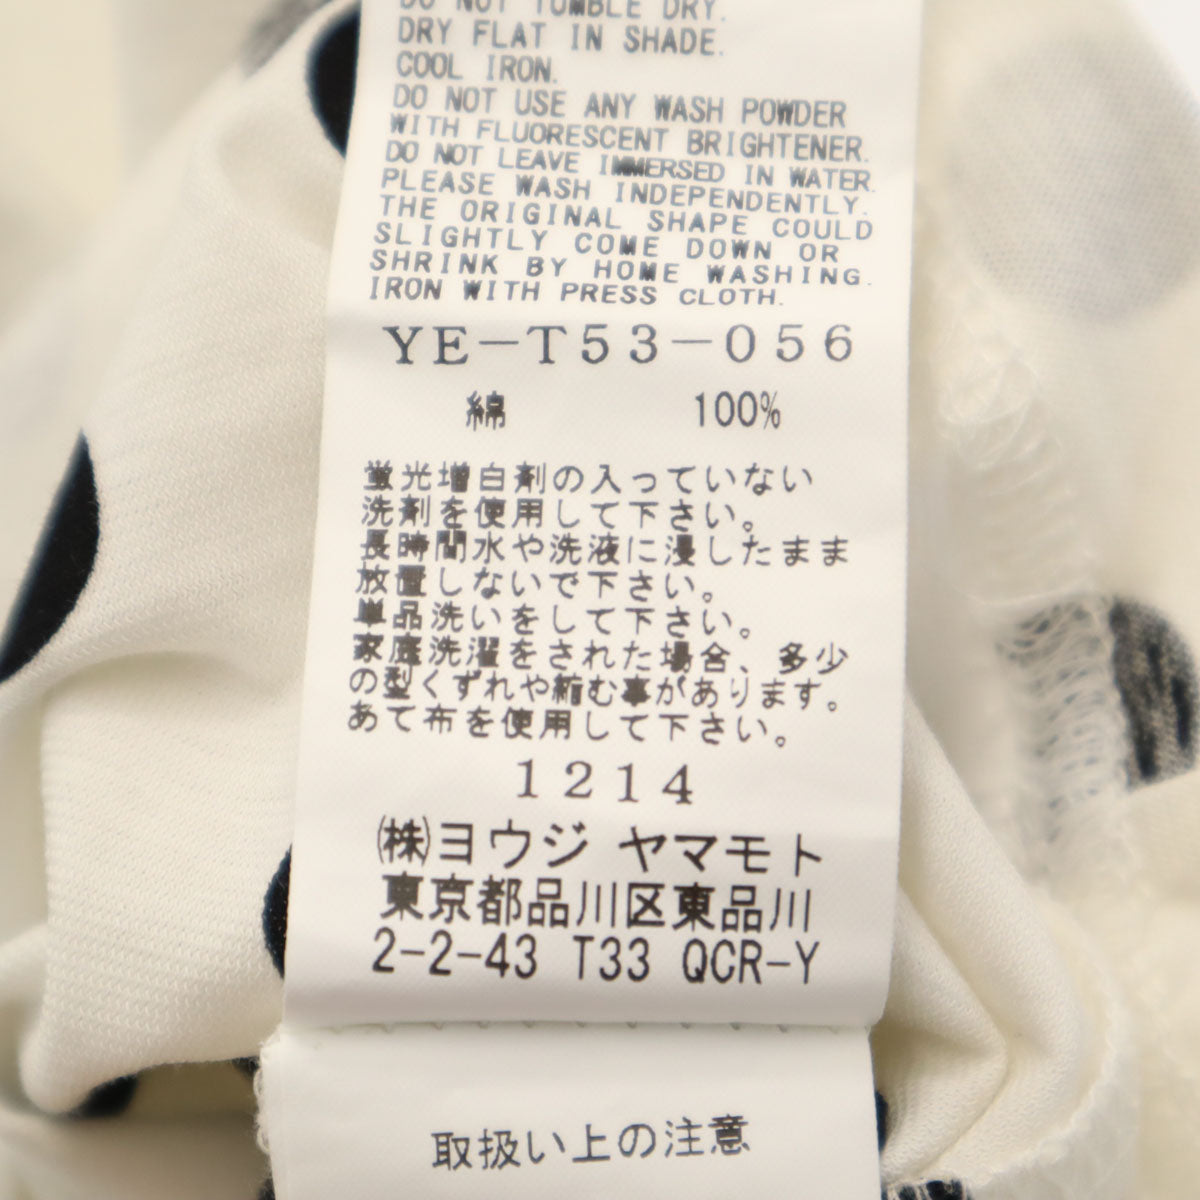 DO NOT TUMBLE DRY.
DRY FLAT IN SHADE.
COOL IRON.
DO NOT USE ANY WASH POWDER
WITH FLUORESCENT BRIGHTENER.
DO NOT LEAVE IMMERSED IN WATER.
PLEASE WASH INDEPENDENTLY.
THE ORIGINAL SHAPE COULD
SLIGHTLY COME DOWN OR
SHRINK BY HOME WASHING.
IRON WITH PRESS CLOTH.
YE-T53-056
綿 100%
蛍光増白剤の入っていない
洗剤を使用して下さい。
長時間水や洗液に浸したまま
放置しないで下さい。
単品洗いをして下さい。
家庭洗濯をされた場合、多少
の型くずれや縮む事があります。
あて布を使用して下さい。
1214
㈱ヨウジ ヤマモト
東京都品川区東品川
2-2-43 T33 QCR-Y
取扱い上の注意